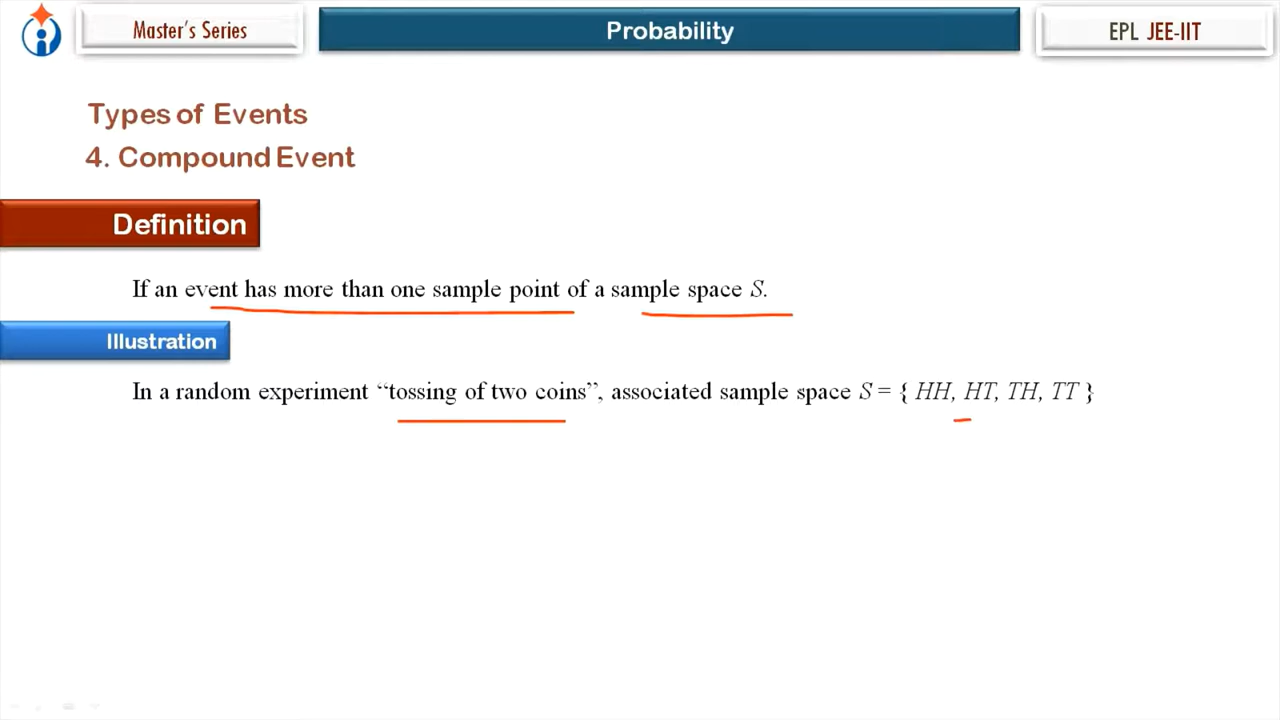 Master's Series
Probability
EPL JEE-IIT
Types of Events
4. Compound Event
Definition
If an event has more than one sample point of a sample space S.
Illustration
In a random experiment “tossing of two coins”, associated sample space S = { HH, HT, TH, TT }